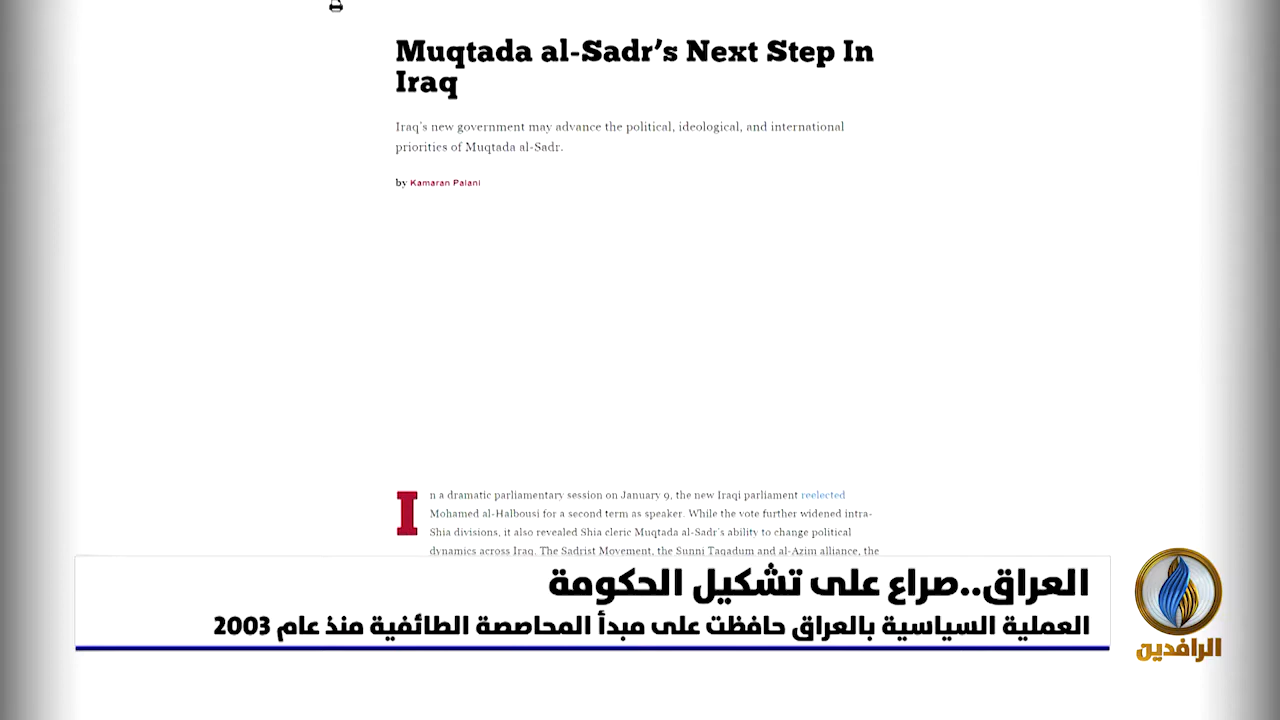 Muqtada al-Sadr’s Next Step In
Iraq
Iraq’s new government may advance the political, ideological, and international
priorities of Muqtada al-Sadr.
by Kamaran Palani
In a dramatic parliamentary session on January 9, the new Iraqi parliament reelected
Mohamed al-Halbousi for a second term as speaker. While the vote further widened intra-
Shia divisions, it also revealed Shia cleric Muqtada al-Sadr’s ability to change political
dynamics across Iraq. The Sadrist Movement, the Sunni Taqadum and al-Azim alliance, the
العراق..صراع على تشكيل الحكومة
العملية السياسية بالعراق حافظت على مبدأ المحاصصة الطائفية منذ عام 2003
الرافدين